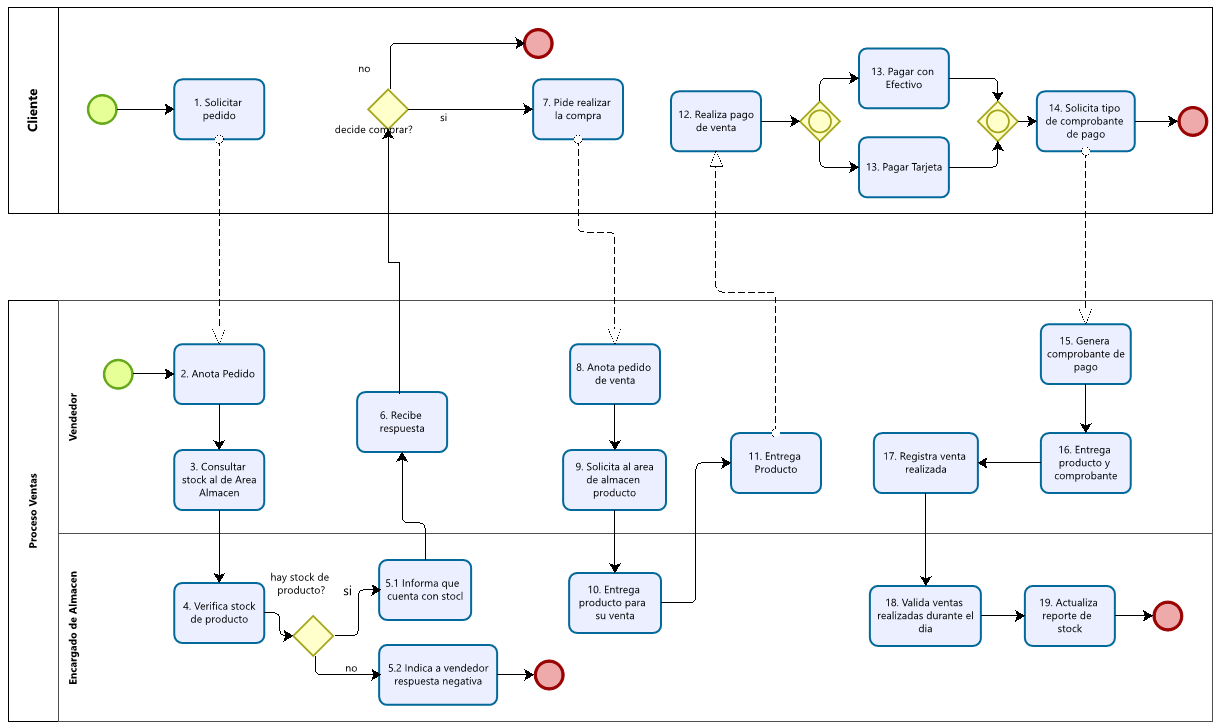 Cliente
1. Solicitar
pedido
no
decide comprar?
si
7. Pide realizar
la compra
12. Realiza pago
de venta
13. Pagar con
Efectivo
13. Pagar Tarjeta
14. Solicita tipo
de comprobante
de pago
Proceso Ventas
Vendedor
2. Anota Pedido
3. Consultar
stock al de Area
Almacen
6. Recibe
respuesta
8. Anota pedido
de venta
9. Solicita al area
de almacen
producto
11. Entrega
Producto
15. Genera
comprobante de
pago
16. Entrega
producto y
comprobante
17. Registra venta
realizada
Encargado de Almacen
4. Verifica stock
de producto
hay stock de
producto?
si
no
5.1 Informa que
cuenta con stocl
5.2 Indica a vendedor
respuesta negativa
10. Entrega
producto para
su venta
18. Valida ventas
realizadas durante el
dia
19. Actualiza
reporte de
stock